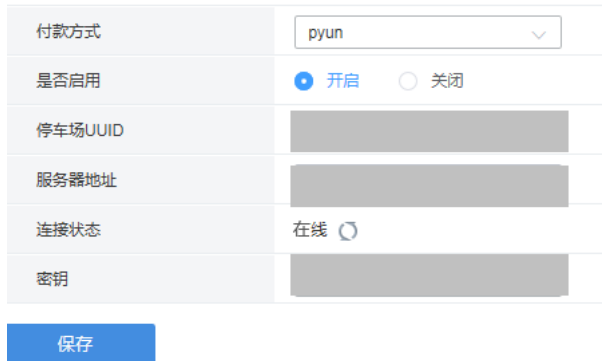 付款方式 pyun
是否启用 开启 关闭
停车场UUID
服务器地址
连接状态 在线
密钥
保存